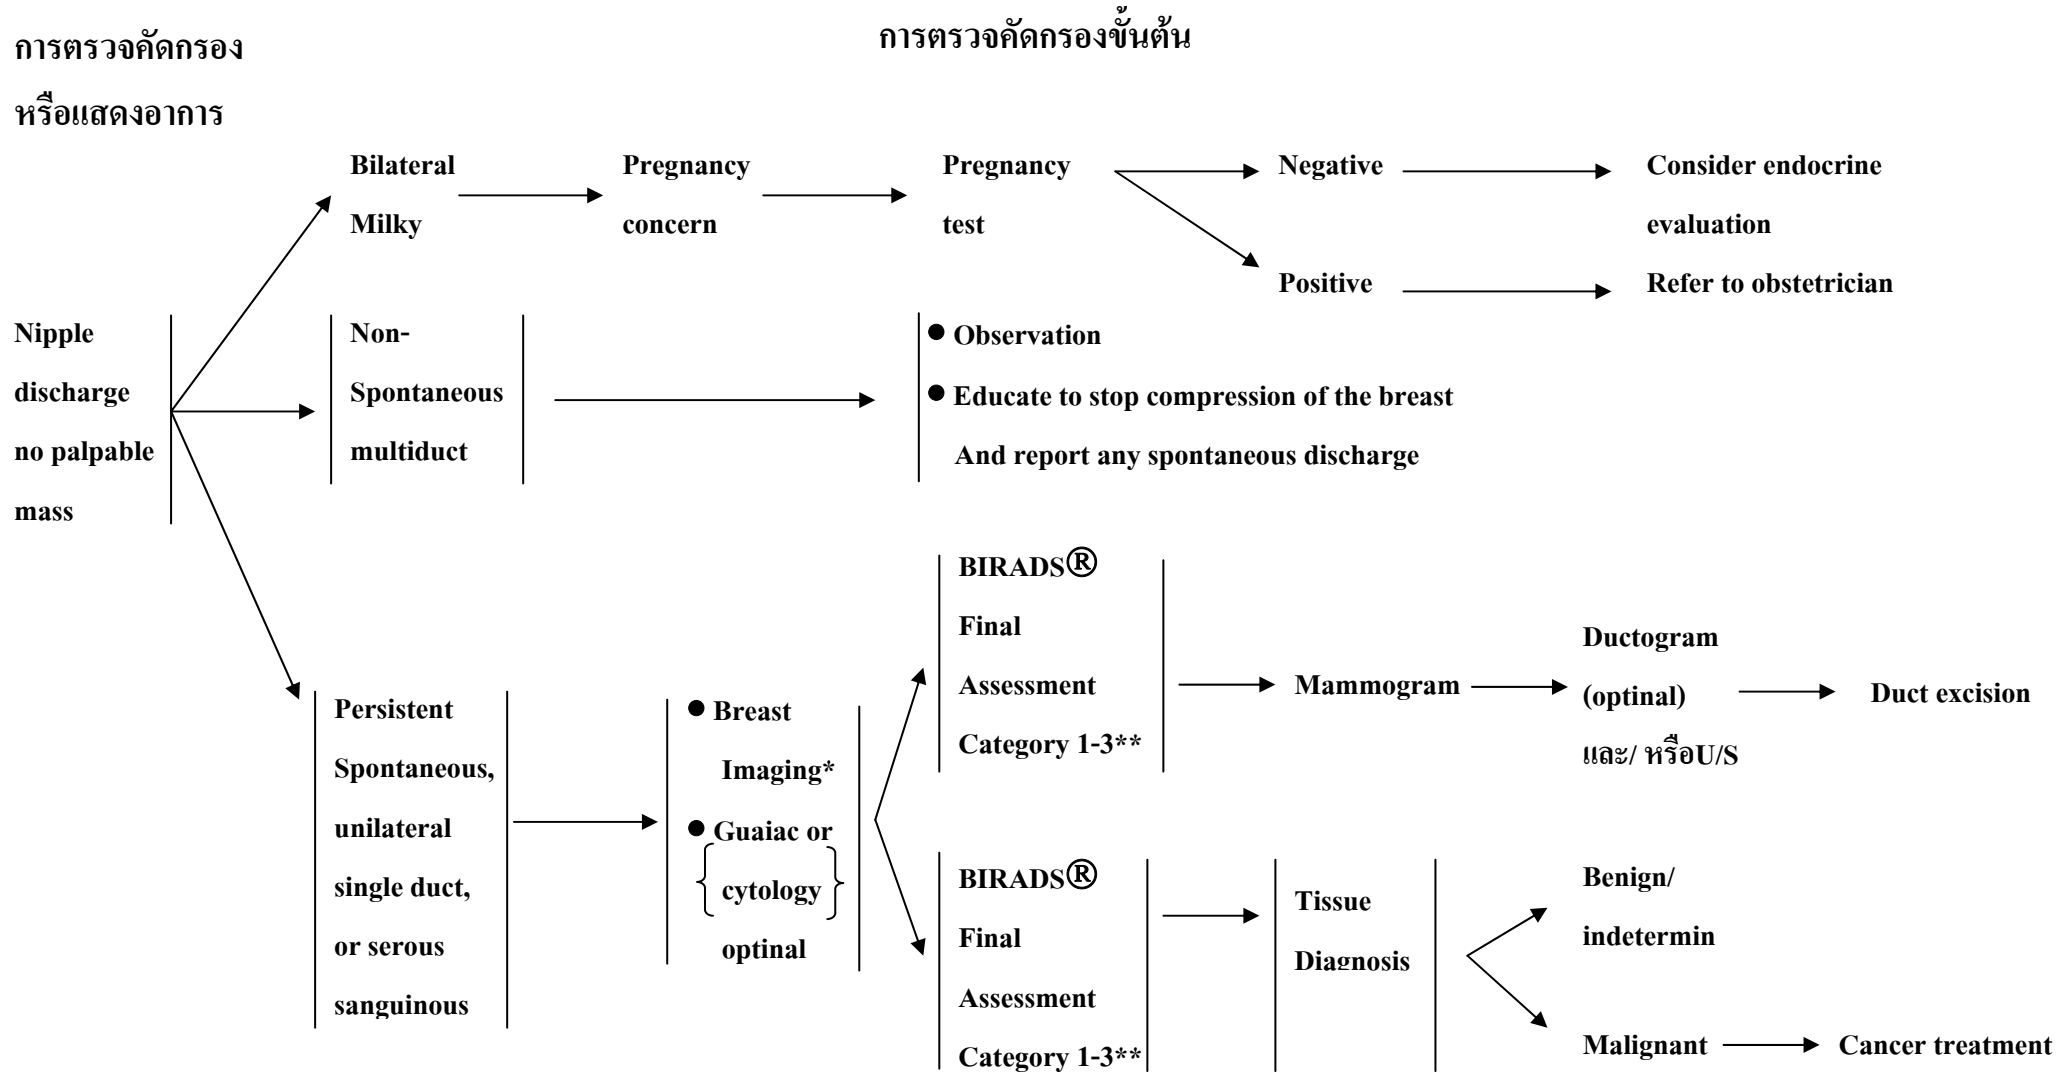 การตรวจคัดกรอง
หรือแสดงอาการ
การตรวจคัดกรองขั้นต้น
Bilateral
Milky
Pregnancy
concern
Pregnancy
test
Negative
Consider endocrine
evaluation
Positive
Refer to obstetrician
Nipple
discharge
no palpable
mass
Non-
Spontaneous
multiduct
● Observation
● Educate to stop compression of the breast
And report any spontaneous discharge
Persistent
Spontaneous,
unilateral
single duct,
or serous
sanguinous
● Breast
Imaging*
● Guaiac or
cytology
optinal
BIRADS®
Final
Assessment
Category 1-3**
Mammogram
Ductogram
(optinal)
และ/ หรือU/S
Duct excision
BIRADS®
Final
Assessment
Category 1-3**
Tissue
Diagnosis
Benign/
indetermin
Malignant
Cancer treatment